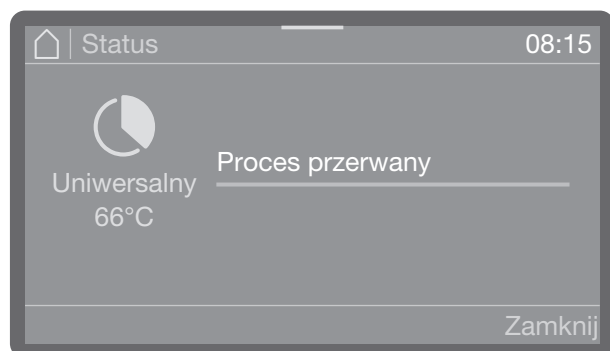 Status 08:15
Proces przerwany
Uniwersalny
66°C
Zamknij